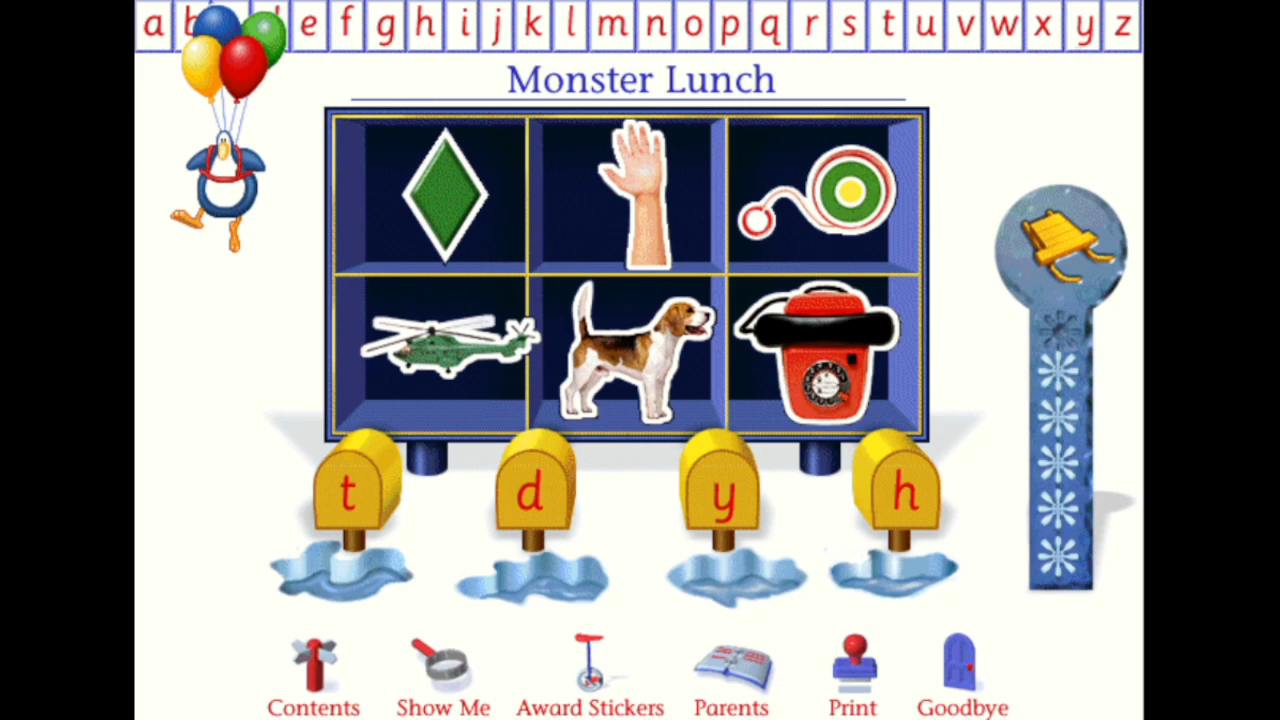 a b e f g h i j k l m n o p q r s t u v w x y z
Monster Lunch
t d y h
Contents Show Me Award Stickers Parents Print Goodbye